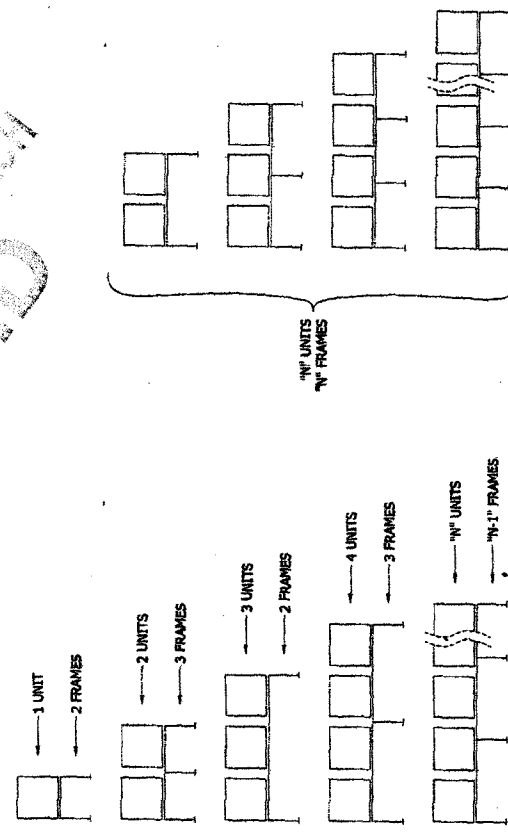 1 UNIT
2 FRAMES
2 UNITS
3 FRAMES
3 UNITS
2 FRAMES
4 UNITS
3 FRAMES
"N" UNITS
"N-1" FRAMES
"N" UNITS
"N" FRAMES